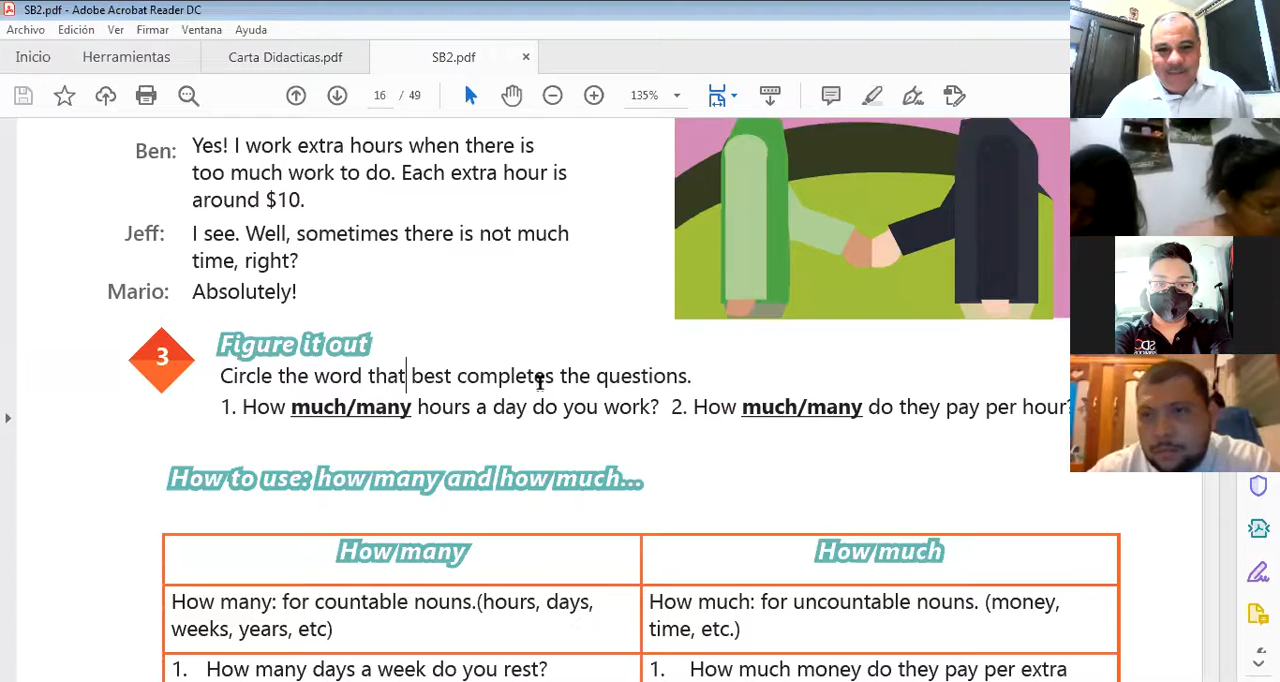 SB2.pdf - Adobe Acrobat Reader DC
Archivo Edición Ver Firmar Ventana Ayuda
Inicio Herramientas Carta Didacticas.pdf SB2.pdf ×
16 / 49 135%
Ben: Yes! I work extra hours when there is
too much work to do. Each extra hour is
around $10.
Jeff: I see. Well, sometimes there is not much
time, right?
Mario: Absolutely!
3 Figure it out
Circle the word that best completes the questions.
1. How much/many hours a day do you work? 2. How much/many do they pay per hour?
How to use: how many and how much...
How many How much
How many: for countable nouns.(hours, days, How much: for uncountable nouns. (money,
weeks, years, etc) time, etc.)
1. How many days a week do you rest? 1. How much money do they pay per extra